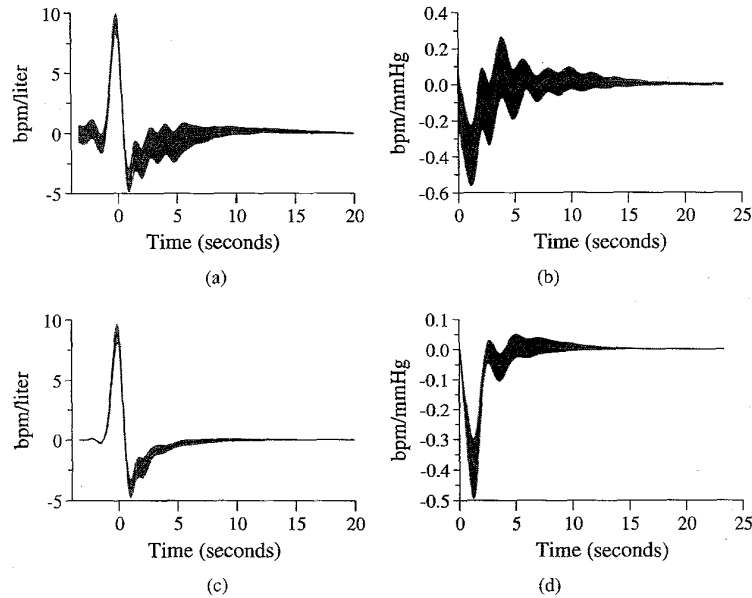 10
5
0
-5
bpm/liter
0 5 10 15 20
Time (seconds)
(a)
0.4
0.2
0.0
-0.2
-0.4
-0.6
bpm/mmHg
0 5 10 15 20 25
Time (seconds)
(b)
10
5
0
-5
bpm/liter
0 5 10 15 20
Time (seconds)
(c)
0.1
0.0
-0.1
-0.2
-0.3
-0.4
-0.5
bpm/mmHg
0 5 10 15 20 25
Time (seconds)
(d)